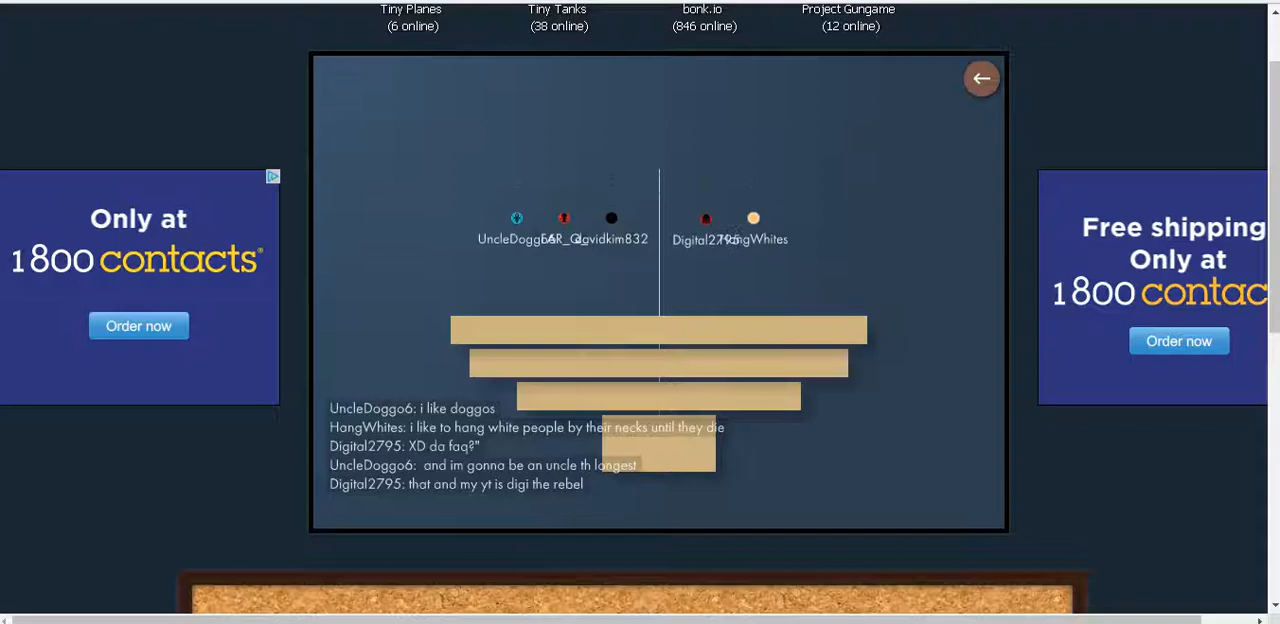 Tiny Planes
(6 online)
Tiny Tanks
(38 online)
bonk.io
(846 online)
Project Gungame
(12 online)
Only at
1800 contacts
Order now
Free shipping
Only at
1800 contac
Order now
davidkim832
Digital2795
HangWhites
UncleDoggo6: i like doggos
HangWhites: i like to hang white people by their necks until they die
Digital2795: XD da faq?"
UncleDoggo6:  and im gonna be an uncle th longest
Digital2795: that and my yt is digi the rebel